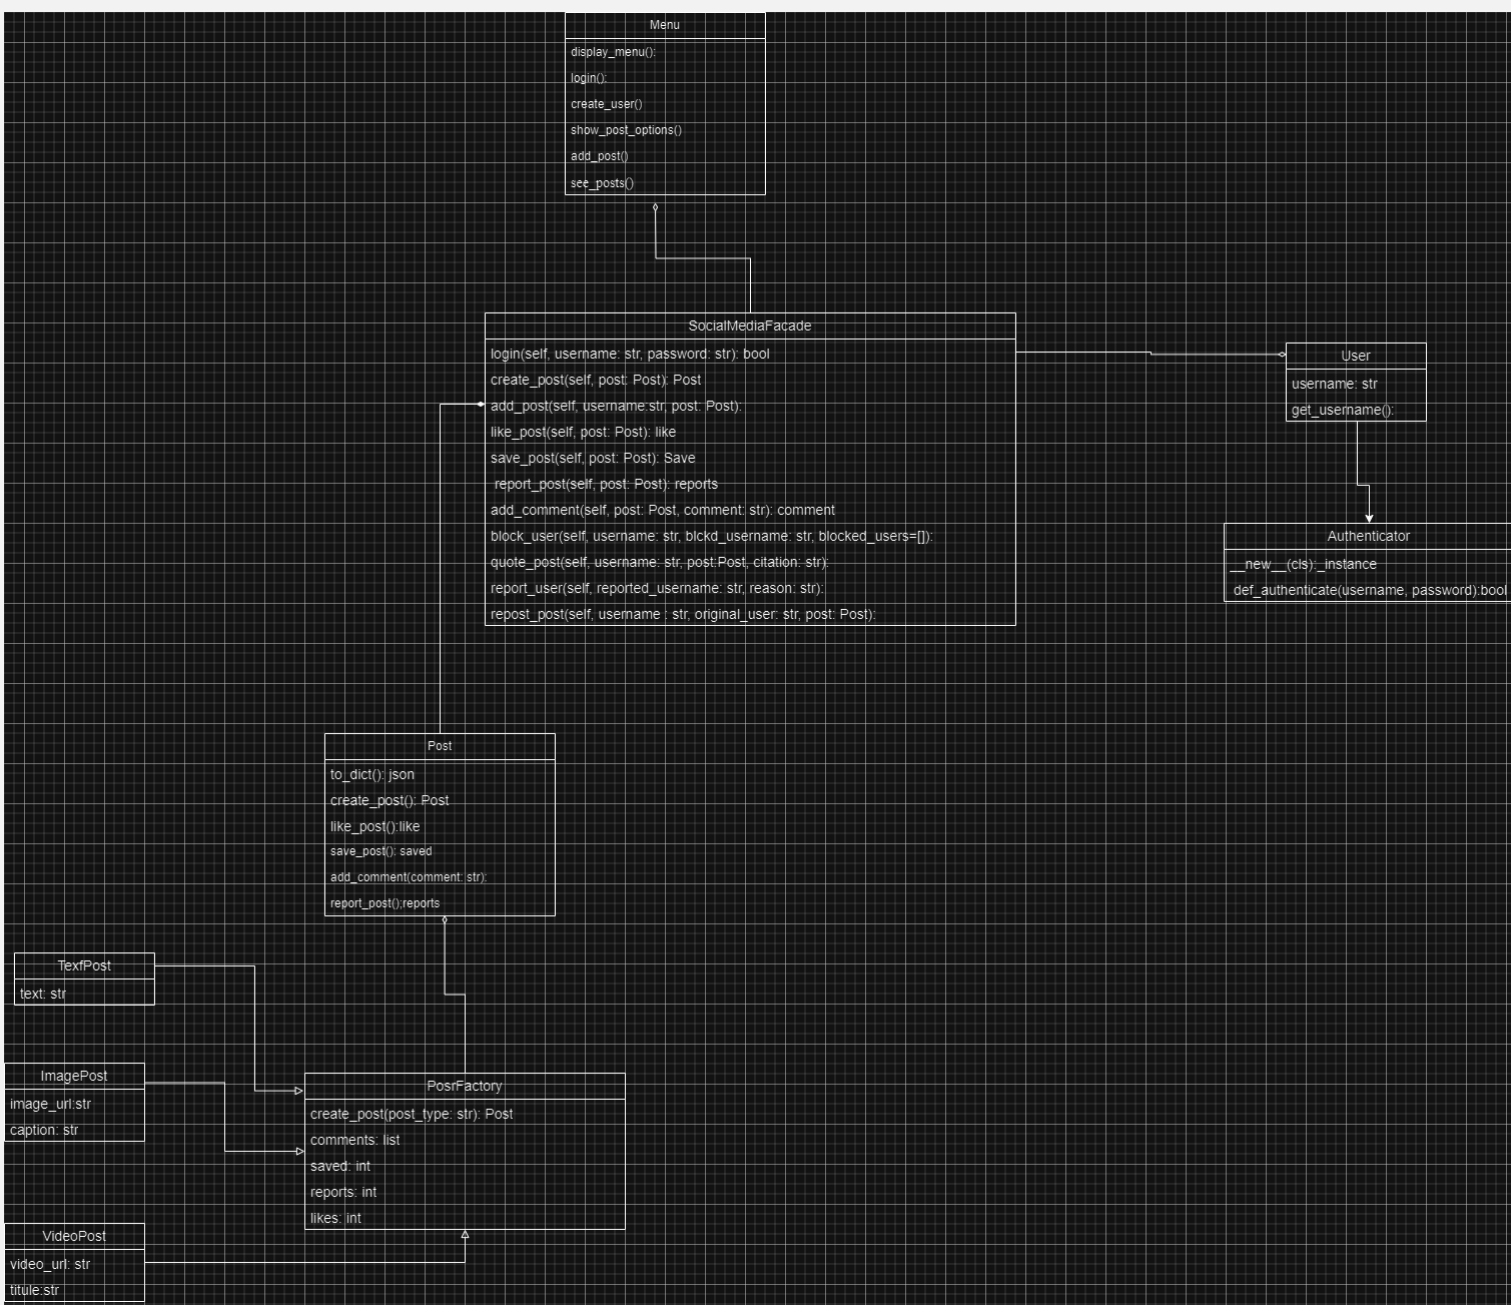 Menu
display_menu():
login():
create_user()
show_post_options()
add_post()
see_posts()
SocialMediaFacade
login(self, username: str, password: str): bool
create_post(self, post: Post): Post
add_post(self, username:str, post: Post):
like_post(self, post: Post): like
save_post(self, post: Post): Save
report_post(self, post: Post): reports
add_comment(self, post: Post, comment: str): comment
block_user(self, username: str, blckd_username: str, blocked_users=[]):
quote_post(self, username: str, post:Post, citation: str):
report_user(self, reported_username: str, reason: str):
repost_post(self, username : str, original_user: str, post: Post):
User
username: str
get_username():
Authenticator
__new__(cls):_instance
def_authenticate(username, password):bool
Post
to_dict(): json
create_post(): Post
like_post():like
save_post(): saved
add_comment(comment: str):
report_post();reports
TexfPost
text: str
ImagePost
image_url:str
caption: str
VideoPost
video_url: str
titule:str
PosrFactory
create_post(post_type: str): Post
comments: list
saved: int
reports: int
likes: int